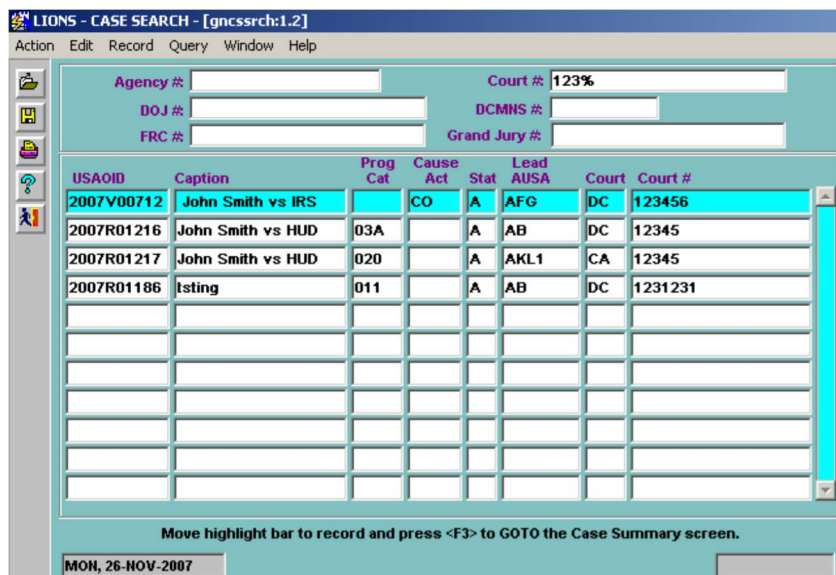 LIONS - CASE SEARCH - [gncssrch:1.2]
Action Edit Record Query Window Help
Agency #: Court #: 123%
DOJ #: DCMNS #:
FRC #: Grand Jury #:
Prog Cause Lead
USAOID Caption Cat Act Stat AUSA Court Court #
2007V00712 John Smith vs IRS CO A AFG DC 123456
2007R01216 John Smith vs HUD 03A A AB DC 12345
2007R01217 John Smith vs HUD 020 A AKL1 CA 12345
2007R01186 tsting 011 A AB DC 1231231
Move highlight bar to record and press <F3> to GOTO the Case Summary screen.
MON, 26-NOV-2007